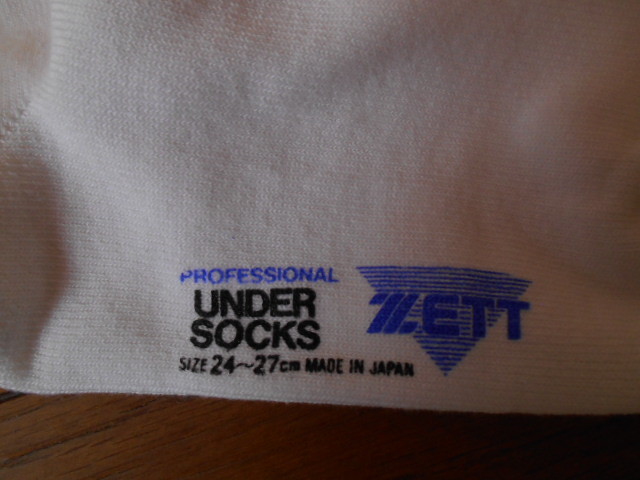 PROFESSIONAL
UNDER
SOCKS
SIZE 24~27cm MADE IN JAPAN
ZETT